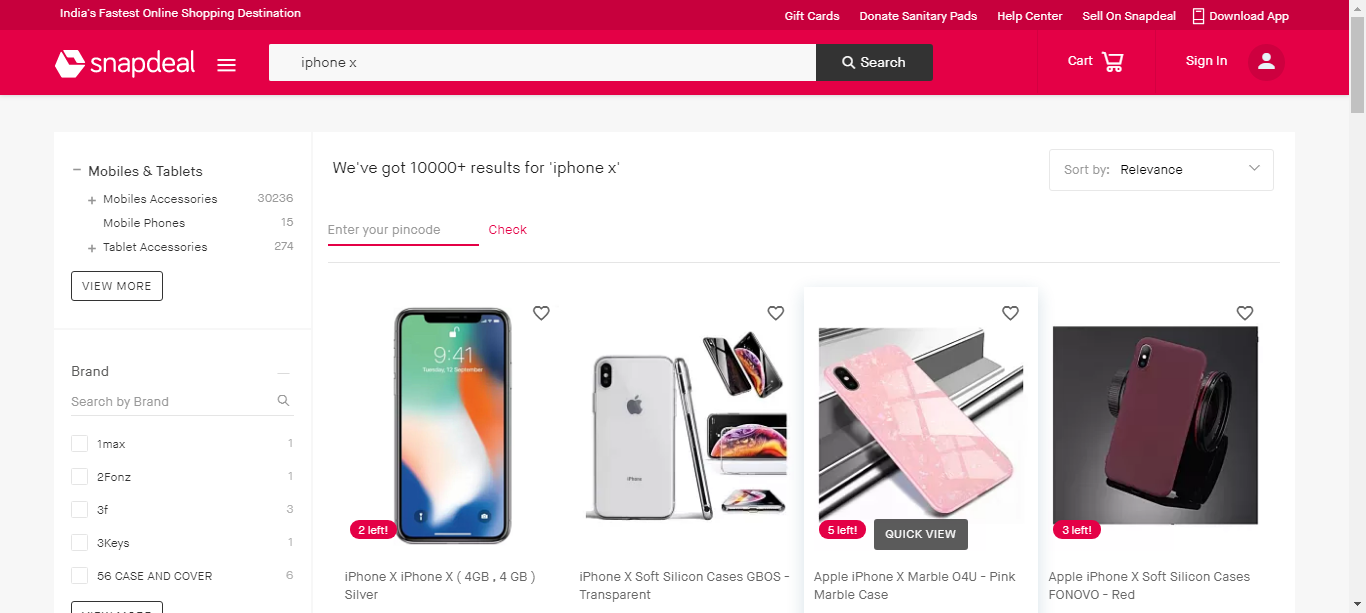 India's Fastest Online Shopping Destination
Gift Cards
Donate Sanitary Pads
Help Center
Sell On Snapdeal
Download App
snapdeal
iphone x
Search
Cart
Sign In
Mobiles & Tablets
Mobiles Accessories 30236
Mobile Phones 15
Tablet Accessories 274
VIEW MORE
Brand
Search by Brand
1max 1
2Fonz 1
3f 3
3Keys 1
56 CASE AND COVER 6
We've got 10000+ results for 'iphone x'
Sort by: Relevance
Enter your pincode
Check
9:41
Tuesday, 12 September
2 left!
iPhone X iPhone X ( 4GB , 4 GB )
Silver
iPhone
iPhone X Soft Silicon Cases GBOS -
Transparent
5 left!
QUICK VIEW
Apple iPhone X Marble O4U - Pink
Marble Case
3 left!
Apple iPhone X Soft Silicon Cases
FONOVO - Red